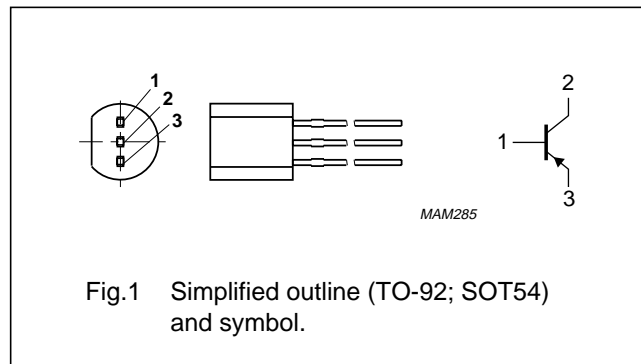 1
2
3
2
1
3
MAM285
Fig.1 Simplified outline (TO-92; SOT54)
and symbol.